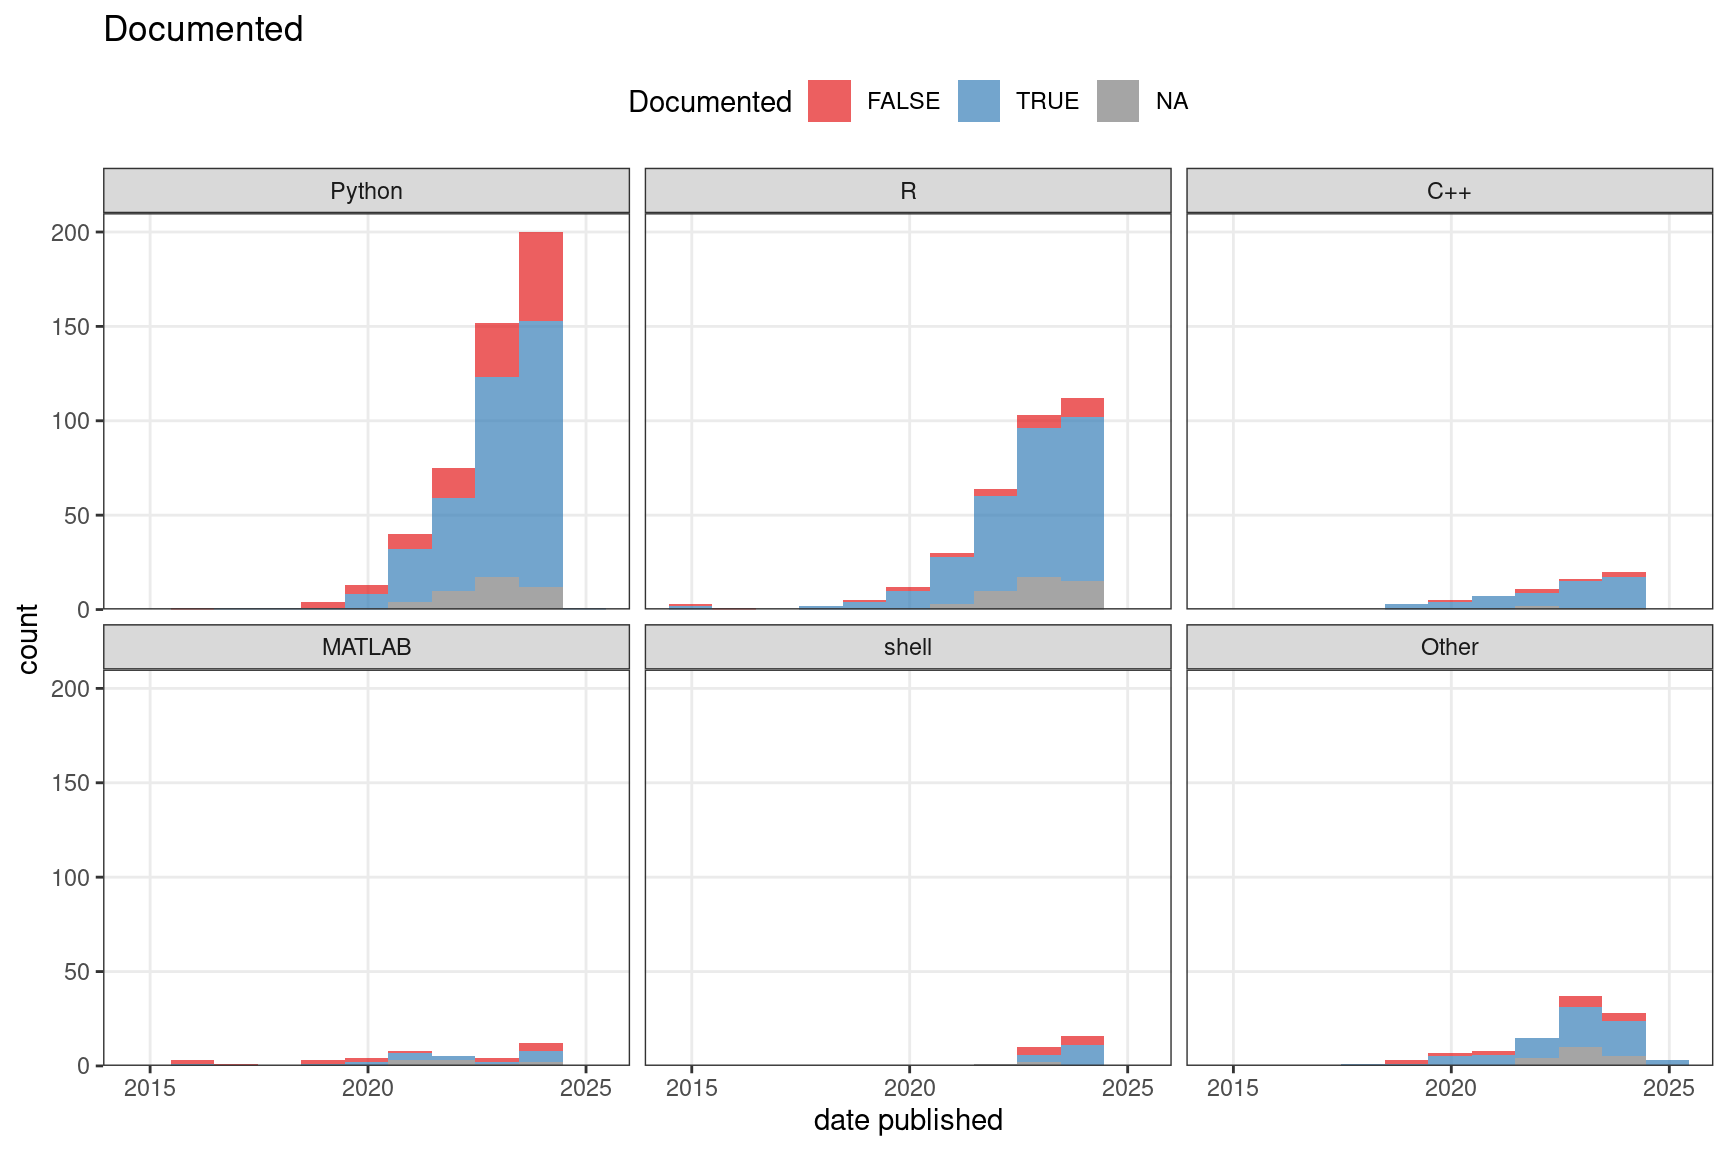 Documented
Documented FALSE TRUE NA
Python R C++
200
150
100
50
0
count
MATLAB shell Other
200
150
100
50
0
2015 2020 2025 2015 2020 2025 2015 2020 2025
date published